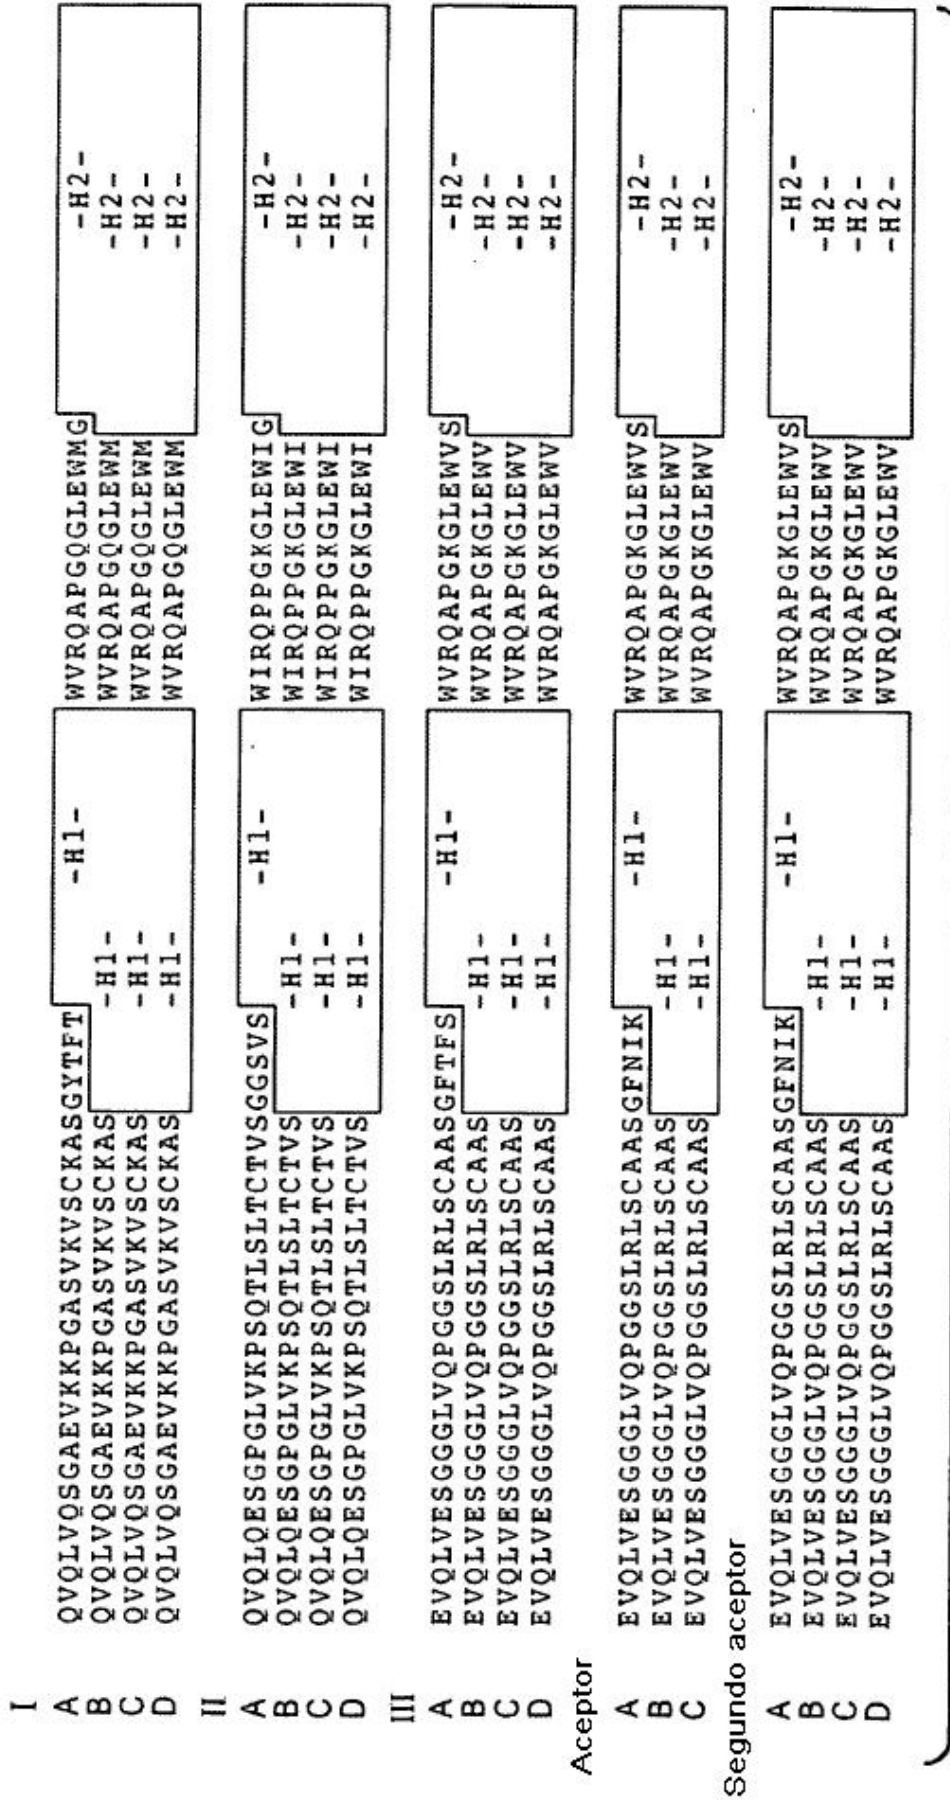 I
A QVQLVQSGAEVKKPGASVKVSCKASGYTFT -H1- WVRQAPGQGLEWMG -H2-
B QVQLVQSGAEVKKPGASVKVSCKAS -H1- WVRQAPGQGLEWM -H2-
C QVQLVQSGAEVKKPGASVKVSCKAS -H1- WVRQAPGQGLEWM -H2-
D QVQLVQSGAEVKKPGASVKVSCKAS -H1- WVRQAPGQGLEWM -H2-
II
A QVQLQESGPGLVKPSQTLSLTCTVSGGSVS -H1- WIRQPPGKGLEWIG -H2-
B QVQLQESGPGLVKPSQTLSLTCTVS -H1- WIRQPPGKGLEWI -H2-
C QVQLQESGPGLVKPSQTLSLTCTVS -H1- WIRQPPGKGLEWI -H2-
D QVQLQESGPGLVKPSQTLSLTCTVS -H1- WIRQPPGKGLEWI -H2-
III
A EVQLVESGGGLVQPGGSLRLSCAASGFTFS -H1- WVRQAPGKGLEWVS -H2-
B EVQLVESGGGLVQPGGSLRLSCAAS -H1- WVRQAPGKGLEWV -H2-
C EVQLVESGGGLVQPGGSLRLSCAAS -H1- WVRQAPGKGLEWV -H2-
D EVQLVESGGGLVQPGGSLRLSCAAS -H1- WVRQAPGKGLEWV -H2-
Aceptor
A EVQLVESGGGLVQPGGSLRLSCAASGFNIK -H1- WVRQAPGKGLEWVS -H2-
B EVQLVESGGGLVQPGGSLRLSCAAS -H1- WVRQAPGKGLEWV -H2-
C EVQLVESGGGLVQPGGSLRLSCAAS -H1- WVRQAPGKGLEWV -H2-
Segundo aceptor
A EVQLVESGGGLVQPGGSLRLSCAASGFNIK -H1- WVRQAPGKGLEWVS -H2-
B EVQLVESGGGLVQPGGSLRLSCAAS -H1- WVRQAPGKGLEWV -H2-
C EVQLVESGGGLVQPGGSLRLSCAAS -H1- WVRQAPGKGLEWV -H2-
D EVQLVESGGGLVQPGGSLRLSCAAS -H1- WVRQAPGKGLEWV -H2-